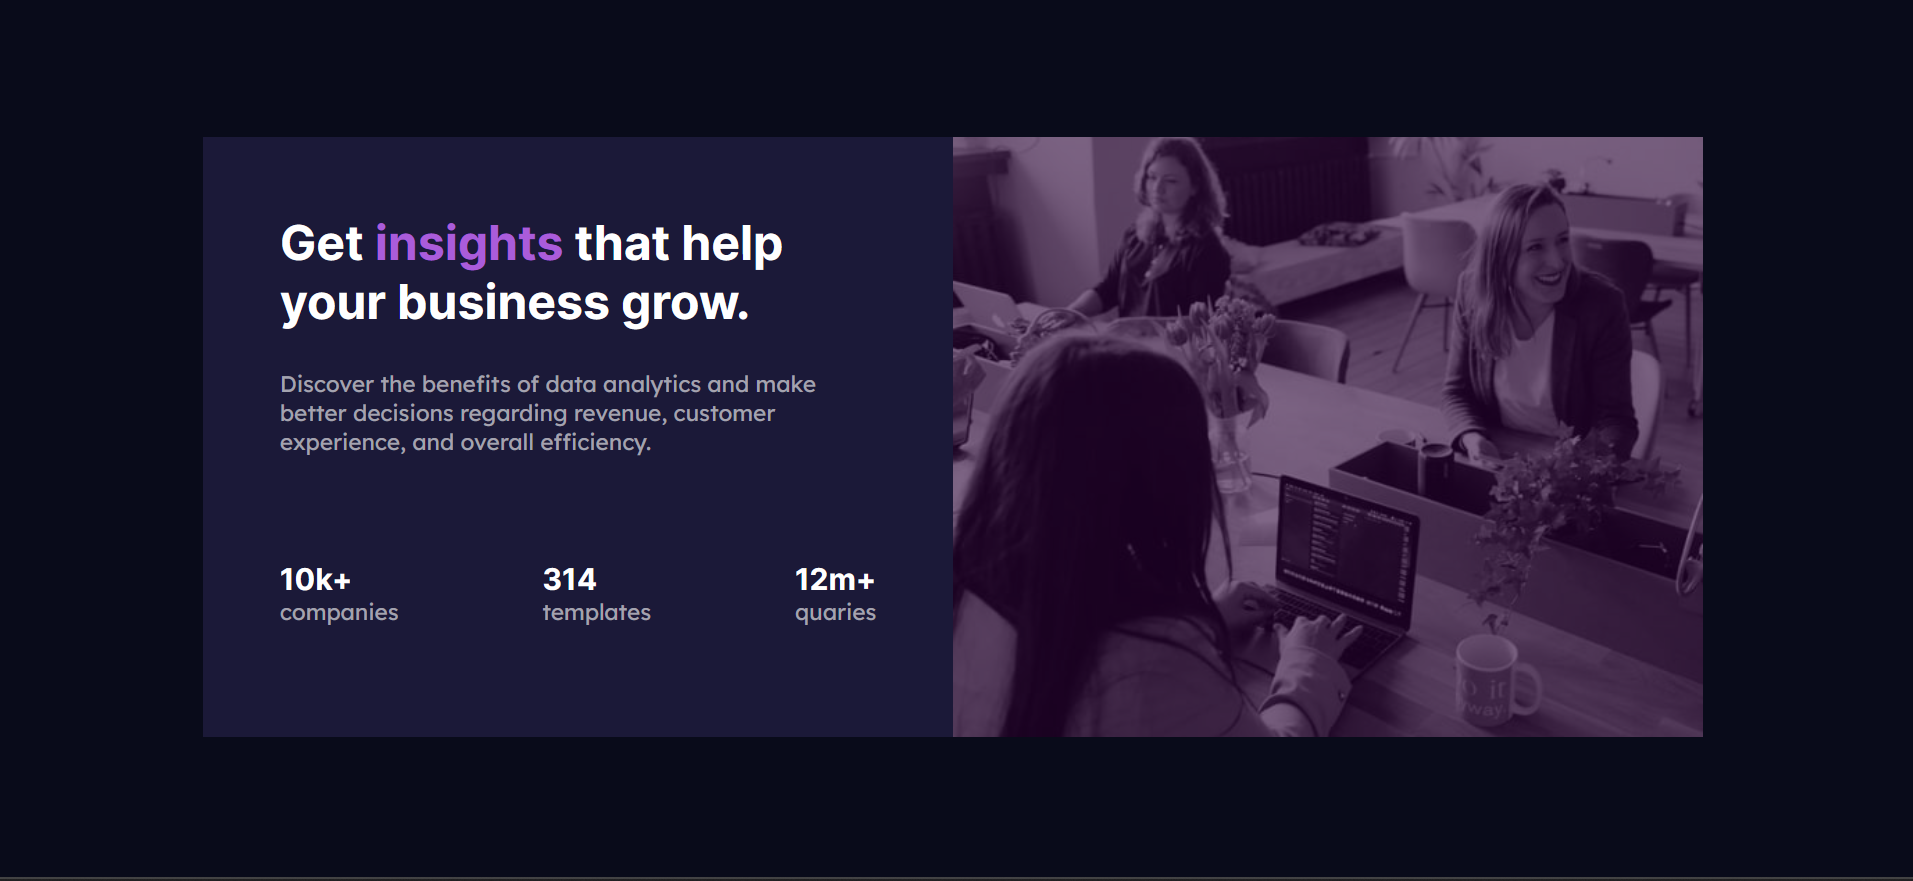 Get insights that help
your business grow.
Discover the benefits of data analytics and make
better decisions regarding revenue, customer
experience, and overall efficiency.
10k+
companies
314
templates
12m+
quaries